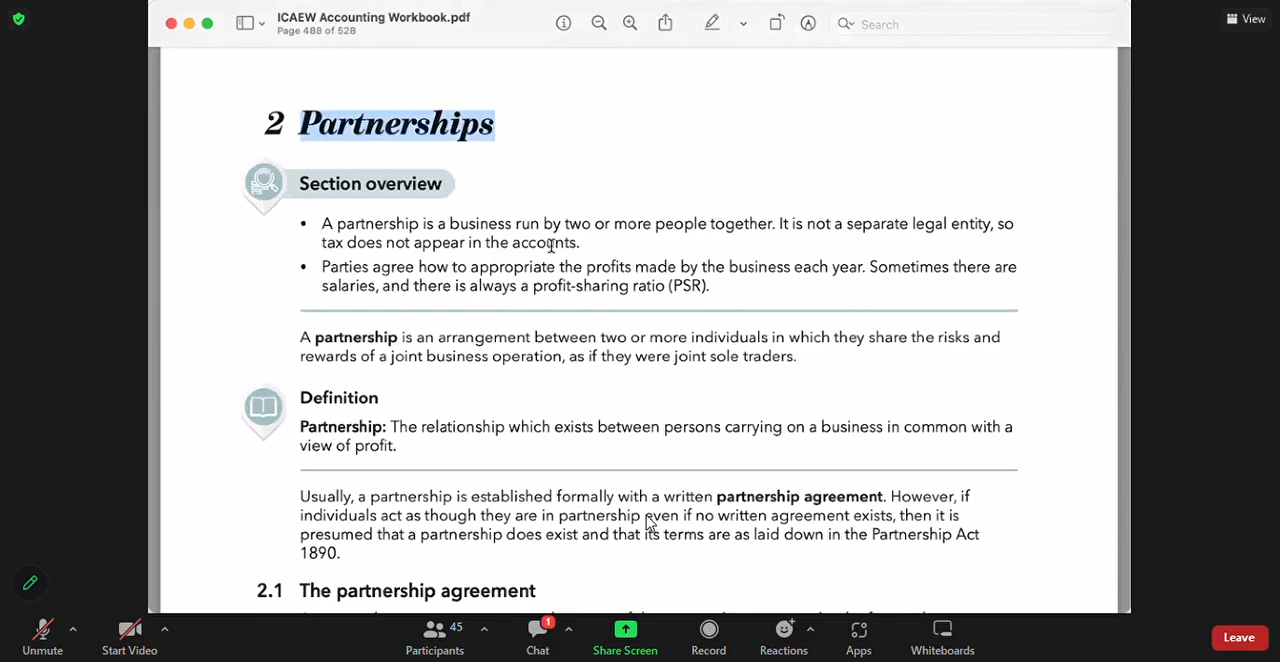 ICAEW Accounting Workbook.pdf
Page 488 of 528
Search
View
2 Partnerships
Section overview
• A partnership is a business run by two or more people together. It is not a separate legal entity, so
tax does not appear in the accounts.
• Parties agree how to appropriate the profits made by the business each year. Sometimes there are
salaries, and there is always a profit-sharing ratio (PSR).
A partnership is an arrangement between two or more individuals in which they share the risks and
rewards of a joint business operation, as if they were joint sole traders.
Definition
Partnership: The relationship which exists between persons carrying on a business in common with a
view of profit.
Usually, a partnership is established formally with a written partnership agreement. However, if
individuals act as though they are in partnership even if no written agreement exists, then it is
presumed that a partnership does exist and that its terms are as laid down in the Partnership Act
1890.
2.1 The partnership agreement
45
1
Unmute
Start Video
Participants
Chat
Share Screen
Record
Reactions
Apps
Whiteboards
Leave